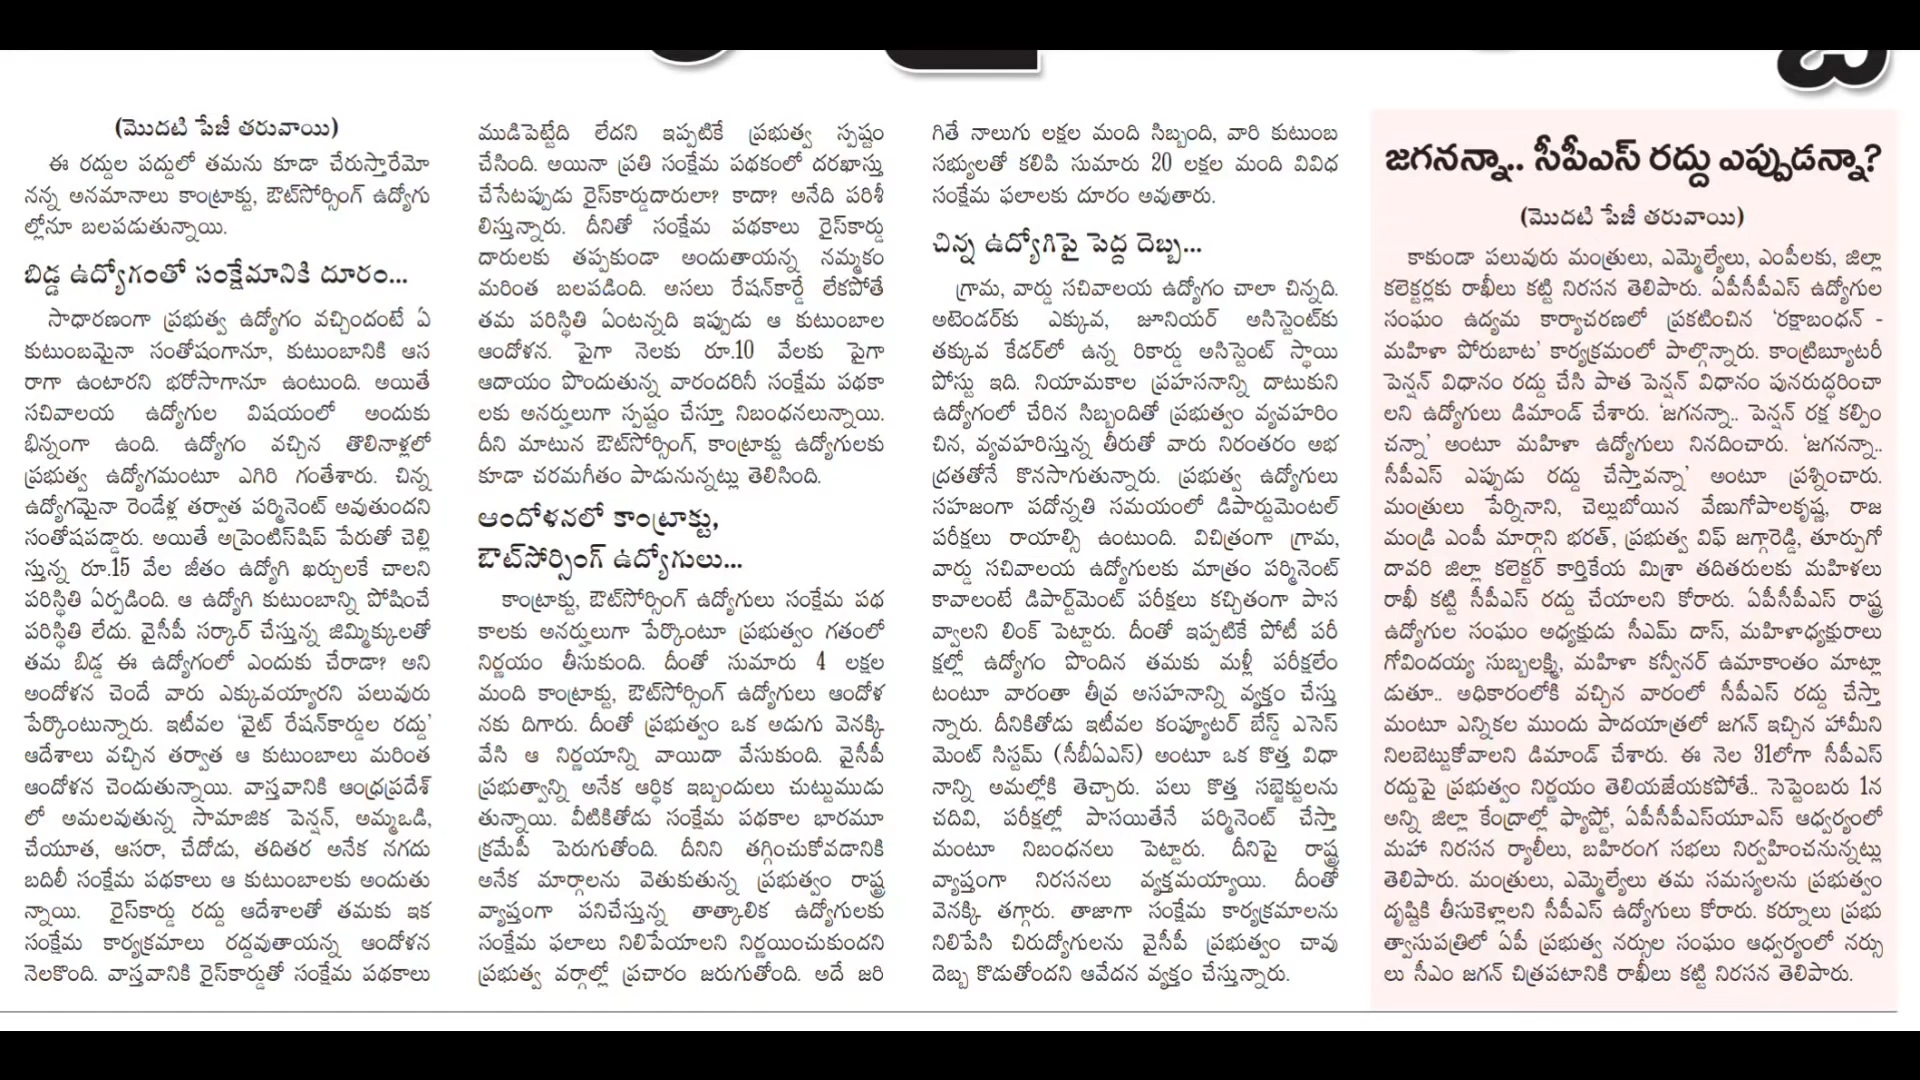 (మొదటి పేజీ తరువాయి)
ఈ రద్దుల పద్దులో తమను కూడా చేరుస్తారేమో
నన్న అనమానాలు కాంట్రాక్టు, ఔట్‌సోర్సింగ్ ఉద్యోగు
ల్లోనూ బలపడుతున్నాయి.
బిడ్డ ఉద్యోగంతో సంక్షేమానికి దూరం...
సాధారణంగా ప్రభుత్వ ఉద్యోగం వచ్చిందంటే ఏ
కుటుంబమైనా సంతోషంగానూ, కుటుంబానికి ఆస
రాగా ఉంటారని భరోసాగానూ ఉంటుంది. అయితే
సచివాలయ ఉద్యోగుల విషయంలో అందుకు
భిన్నంగా ఉంది. ఉద్యోగం వచ్చిన తొలినాళ్లలో
ప్రభుత్వ ఉద్యోగమంటూ ఎగిరి గంతేశారు. చిన్న
ఉద్యోగమైనా రెండేళ్ల తర్వాత పర్మినెంట్ అవుతుందని
సంతోషపడ్డారు. అయితే అప్రెంటిస్‌షిప్ పేరుతో చెల్లి
స్తున్న రూ.15 వేల జీతం ఉద్యోగి ఖర్చులకే చాలని
పరిస్థితి ఏర్పడింది. ఆ ఉద్యోగి కుటుంబాన్ని పోషించే
పరిస్థితి లేదు. వైసీపీ సర్కార్ చేస్తున్న జిమ్మిక్కులతో
తమ బిడ్డ ఈ ఉద్యోగంలో ఎందుకు చేరాడా? అని
అందోళన చెందే వారు ఎక్కువయ్యారని పలువురు
పేర్కొంటున్నారు. ఇటీవల ‘వైట్ రేషన్‌కార్డుల రద్దు’
ఆదేశాలు వచ్చిన తర్వాత ఆ కుటుంబాలు మరింత
ఆందోళన చెందుతున్నాయి. వాస్తవానికి ఆంధ్రప్రదేశ్
లో అమలవుతున్న సామాజిక పెన్షన్, అమ్మఒడి,
చేయూత, ఆసరా, చేదోడు, తదితర అనేక నగదు
బదిలీ సంక్షేమ పథకాలు ఆ కుటుంబాలకు అందుతు
న్నాయి. రైస్‌కార్డు రద్దు ఆదేశాలతో తమకు ఇక
సంక్షేమ కార్యక్రమాలు రద్దవుతాయన్న ఆందోళన
నెలకొంది. వాస్తవానికి రైస్‌కార్డుతో సంక్షేమ పథకాలు
ముడిపెట్టేది లేదని ఇప్పటికే ప్రభుత్వ స్పష్టం
చేసింది. అయినా ప్రతి సంక్షేమ పథకంలో దరఖాస్తు
చేసేటప్పుడు రైస్‌కార్డుదారులా? కాదా? అనేది పరిశీ
లిస్తున్నారు. దీనితో సంక్షేమ పథకాలు రైస్‌కార్డు
దారులకు తప్పకుండా అందుతాయన్న నమ్మకం
మరింత బలపడింది. అసలు రేషన్‌కార్డే లేకపోతే
తమ పరిస్థితి ఏంటన్నది ఇప్పుడు ఆ కుటుంబాల
ఆందోళన. పైగా నెలకు రూ.10 వేలకు పైగా
ఆదాయం పొందుతున్న వారందరినీ సంక్షేమ పథకా
లకు అనర్హులుగా స్పష్టం చేస్తూ నిబంధనలున్నాయి.
దీని మాటున ఔట్‌సోర్సింగ్, కాంట్రాక్టు ఉద్యోగులకు
కూడా చరమగీతం పాడునున్నట్లు తెలిసింది.
ఆందోళనలో కాంట్రాక్టు,
ఔట్‌సోర్సింగ్ ఉద్యోగులు...
కాంట్రాక్టు, ఔట్‌సోర్సింగ్ ఉద్యోగులు సంక్షేమ పథ
కాలకు అనర్హులుగా పేర్కొంటూ ప్రభుత్వం గతంలో
నిర్ణయం తీసుకుంది. దీంతో సుమారు 4 లక్షల
మంది కాంట్రాక్టు, ఔట్‌సోర్సింగ్ ఉద్యోగులు ఆందోళ
నకు దిగారు. దీంతో ప్రభుత్వం ఒక అడుగు వెనక్కి
వేసి ఆ నిర్ణయాన్ని వాయిదా వేసుకుంది. వైసీపీ
ప్రభుత్వాన్ని అనేక ఆర్థిక ఇబ్బందులు చుట్టుముడు
తున్నాయి. వీటికితోడు సంక్షేమ పథకాల భారమూ
క్రమేపీ పెరుగుతోంది. దీనిని తగ్గించుకోవడానికి
అనేక మార్గాలను వెతుకుతున్న ప్రభుత్వం రాష్ట్ర
వ్యాప్తంగా పనిచేస్తున్న తాత్కాలిక ఉద్యోగులకు
సంక్షేమ ఫలాలు నిలిపేయాలని నిర్ణయించుకుందని
ప్రభుత్వ వర్గాల్లో ప్రచారం జరుగుతోంది. అదే జరి
గితే నాలుగు లక్షల మంది సిబ్బంది, వారి కుటుంబ
సభ్యులతో కలిపి సుమారు 20 లక్షల మంది వివిధ
సంక్షేమ ఫలాలకు దూరం అవుతారు.
చిన్న ఉద్యోగిపై పెద్ద దెబ్బ...
గ్రామ, వార్డు సచివాలయ ఉద్యోగం చాలా చిన్నది.
అటెండర్‌కు ఎక్కువ, జూనియర్ అసిస్టెంట్‌కు
తక్కువ కేడర్‌లో ఉన్న రికార్డు అసిస్టెంట్ స్థాయి
పోస్టు ఇది. నియామకాల ప్రహసనాన్ని దాటుకుని
ఉద్యోగంలో చేరిన సిబ్బందితో ప్రభుత్వం వ్యవహరిం
చిన, వ్యవహరిస్తున్న తీరుతో వారు నిరంతరం అభ
ద్రతతోనే కొనసాగుతున్నారు. ప్రభుత్వ ఉద్యోగులు
సహజంగా పదోన్నతి సమయంలో డిపార్టుమెంటల్
పరీక్షలు రాయాల్సి ఉంటుంది. విచిత్రంగా గ్రామ,
వార్డు సచివాలయ ఉద్యోగులకు మాత్రం పర్మినెంట్
కావాలంటే డిపార్ట్‌మెంట్ పరీక్షలు కచ్చితంగా పాస
వ్వాలని లింక్ పెట్టారు. దీంతో ఇప్పటికే పోటీ పరీ
క్షల్లో ఉద్యోగం పొందిన తమకు మళ్లీ పరీక్షలేం
టంటూ వారంతా తీవ్ర అసహనాన్ని వ్యక్తం చేస్తు
న్నారు. దీనికితోడు ఇటీవల కంప్యూటర్ బేస్డ్ ఎసెస్
మెంట్ సిస్టమ్ (సీబీఏఎస్) అంటూ ఒక కొత్త విధా
నాన్ని అమల్లోకి తెచ్చారు. పలు కొత్త సబ్జెక్టులను
చదివి, పరీక్షల్లో పాసయితేనే పర్మినెంట్ చేస్తా
మంటూ నిబంధనలు పెట్టారు. దీనిపై రాష్ట్ర
వ్యాప్తంగా నిరసనలు వ్యక్తమయ్యాయి. దీంతో
వెనక్కి తగ్గారు. తాజాగా సంక్షేమ కార్యక్రమాలను
నిలిపేసి చిరుద్యోగులను వైసీపీ ప్రభుత్వం చావు
దెబ్బ కొడుతోందని ఆవేదన వ్యక్తం చేస్తున్నారు.
జగనన్నా.. సీపీఎస్ రద్దు ఎప్పుడన్నా?
(మొదటి పేజీ తరువాయి)
కాకుండా పలువురు మంత్రులు, ఎమ్మెల్యేలు, ఎంపీలకు, జిల్లా
కలెక్టర్లకు రాఖీలు కట్టి నిరసన తెలిపారు. ఏపీసీపీఎస్ ఉద్యోగుల
సంఘం ఉద్యమ కార్యాచరణలో ప్రకటించిన ‘రక్షాబంధన్ -
మహిళా పోరుబాట’ కార్యక్రమంలో పాల్గొన్నారు. కాంట్రిబ్యూటరీ
పెన్షన్ విధానం రద్దు చేసి పాత పెన్షన్ విధానం పునరుద్ధరించా
లని ఉద్యోగులు డిమాండ్ చేశారు. ‘జగనన్నా.. పెన్షన్ రక్ష కల్పిం
చన్నా’ అంటూ మహిళా ఉద్యోగులు నినదించారు. ‘జగనన్నా..
సీపీఎస్ ఎప్పుడు రద్దు చేస్తావన్నా’ అంటూ ప్రశ్నించారు.
మంత్రులు పేర్నినాని, చెల్లుబోయిన వేణుగోపాలకృష్ణ, రాజ
మండ్రి ఎంపీ మార్గాని భరత్, ప్రభుత్వ విఫ్ జగ్గారెడ్డి, తూర్పుగో
దావరి జిల్లా కలెక్టర్ కార్తికేయ మిశ్రా తదితరులకు మహిళలు
రాఖీ కట్టి సీపీఎస్ రద్దు చేయాలని కోరారు. ఏపీసీపీఎస్ రాష్ట్ర
ఉద్యోగుల సంఘం అధ్యక్షుడు సీఎమ్ దాస్, మహిళాధ్యక్షురాలు
గోవిందయ్య సుబ్బలక్ష్మి, మహిళా కన్వీనర్ ఉమాకాంతం మాట్లా
డుతూ.. అధికారంలోకి వచ్చిన వారంలో సీపీఎస్ రద్దు చేస్తా
మంటూ ఎన్నికల ముందు పాదయాత్రలో జగన్ ఇచ్చిన హామీని
నిలబెట్టుకోవాలని డిమాండ్ చేశారు. ఈ నెల 31లోగా సీపీఎస్
రద్దుపై ప్రభుత్వం నిర్ణయం తెలియజేయకపోతే.. సెప్టెంబరు 1న
అన్ని జిల్లా కేంద్రాల్లో ఫ్యాప్టో, ఏపీసీపీఎస్‌యూఎస్ ఆధ్వర్యంలో
మహా నిరసన ర్యాలీలు, బహిరంగ సభలు నిర్వహించనున్నట్లు
తెలిపారు. మంత్రులు, ఎమ్మెల్యేలు తమ సమస్యలను ప్రభుత్వం
దృష్టికి తీసుకెళ్లాలని సీపీఎస్ ఉద్యోగులు కోరారు. కర్నూలు ప్రభు
త్వాసుపత్రిలో ఏపీ ప్రభుత్వ నర్సుల సంఘం ఆధ్వర్యంలో నర్సు
లు సీఎం జగన్ చిత్రపటానికి రాఖీలు కట్టి నిరసన తెలిపారు.